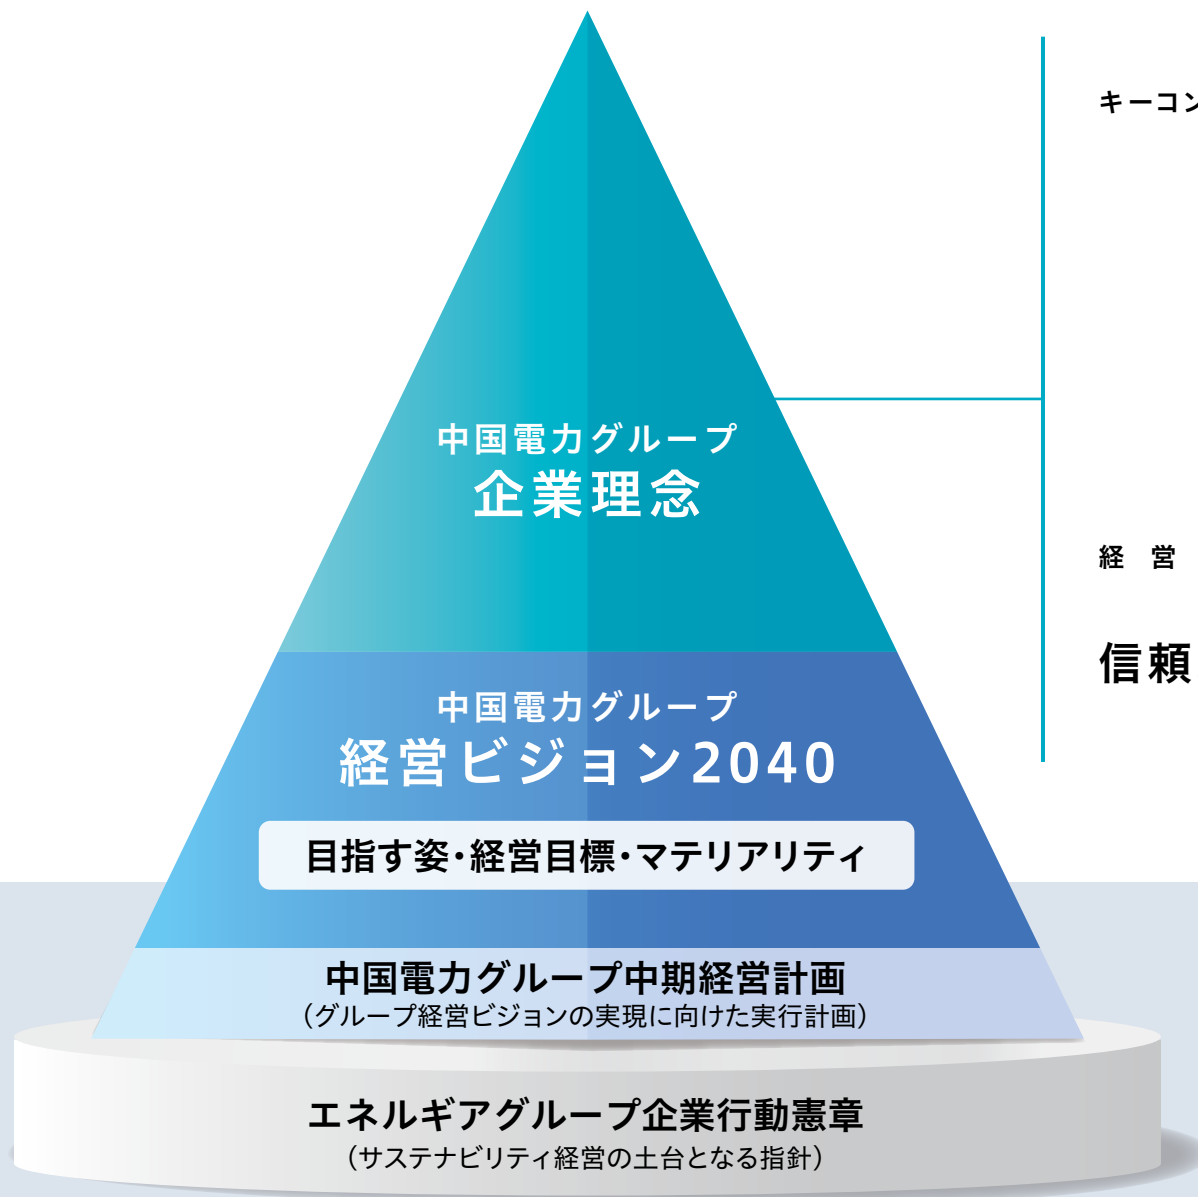 中国電力グループ
企業理念
中国電力グループ
経営ビジョン2040
目指す姿・経営目標・マテリアリティ
中国電力グループ中期経営計画
(グループ経営ビジョンの実現に向けた実行計画)
エネルギアグループ企業行動憲章
(サステナビリティ経営の土台となる指針)
キーコン
経営
信頼